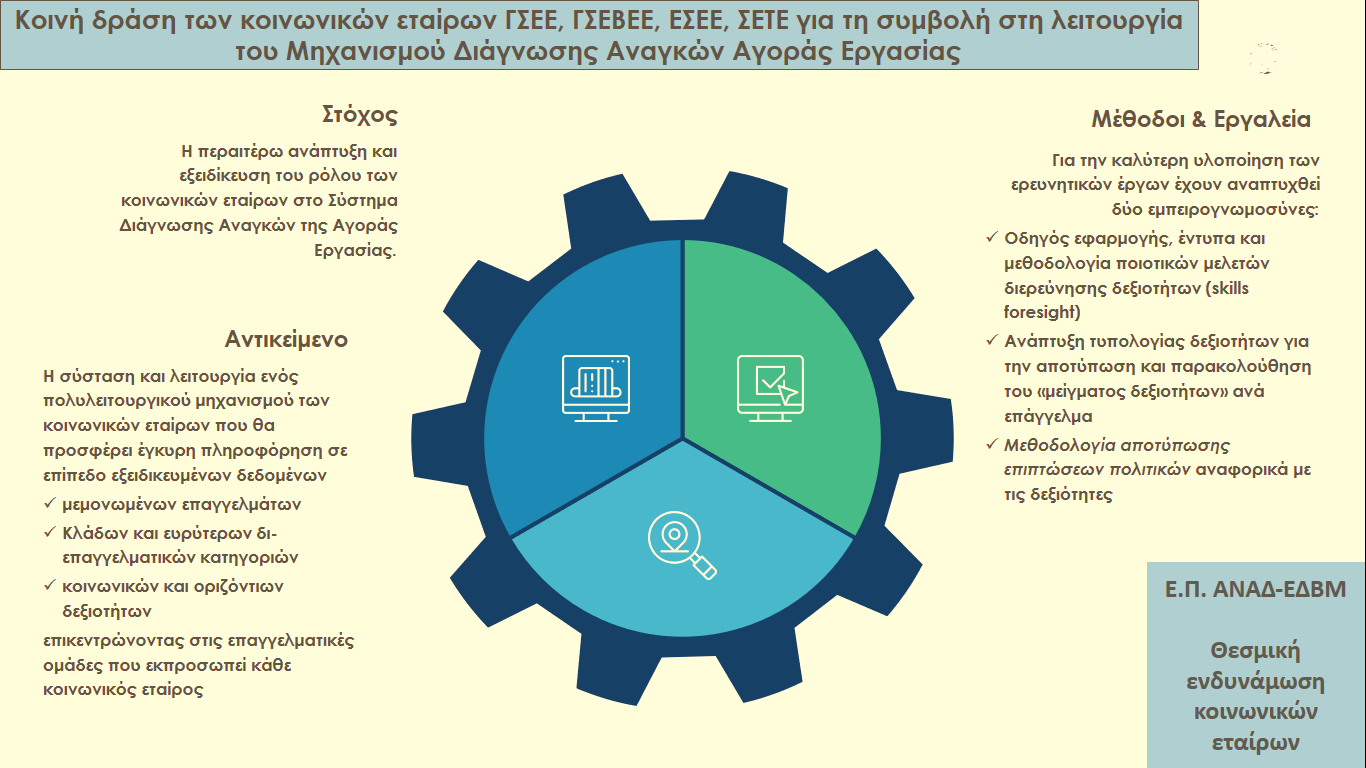 Κοινή δράση των κοινωνικών εταίρων ΓΣΕΕ, ΓΣΕΒΕΕ, ΕΣΕΕ, ΣΕΤΕ για τη συμβολή στη λειτουργία
του Μηχανισμού Διάγνωσης Αναγκών Αγοράς Εργασίας
Στόχος
Η περαιτέρω ανάπτυξη και
εξειδίκευση του ρόλου των
κοινωνικών εταίρων στο Σύστημα
Διάγνωσης Αναγκών της Αγοράς
Εργασίας.
Αντικείμενο
Η σύσταση και λειτουργία ενός
πολυλειτουργικού μηχανισμού των
κοινωνικών εταίρων που θα
προσφέρει έγκυρη πληροφόρηση σε
επίπεδο εξειδικευμένων δεδομένων
✓ μεμονωμένων επαγγελμάτων
✓ Κλάδων και ευρύτερων δι-
επαγγελματικών κατηγοριών
✓ κοινωνικών και οριζόντιων
δεξιοτήτων
επικεντρώνοντας στις επαγγελματικές
ομάδες που εκπροσωπεί κάθε
κοινωνικός εταίρος
Μέθοδοι & Εργαλεία
Για την καλύτερη υλοποίηση των
ερευνητικών έργων έχουν αναπτυχθεί
δύο εμπειρογνωμοσύνες:
✓ Οδηγός εφαρμογής, έντυπα και
μεθοδολογία ποιοτικών μελετών
διερεύνησης δεξιοτήτων (skills
foresight)
✓ Ανάπτυξη τυπολογίας δεξιοτήτων για
την αποτύπωση και παρακολούθηση
του «μείγματος δεξιοτήτων» ανά
επάγγελμα
✓ Μεθοδολογία αποτύπωσης
επιπτώσεων πολιτικών αναφορικά με
τις δεξιότητες
Ε.Π. ΑΝΑΔ-ΕΔΒΜ
Θεσμική
ενδυνάμωση
κοινωνικών
εταίρων